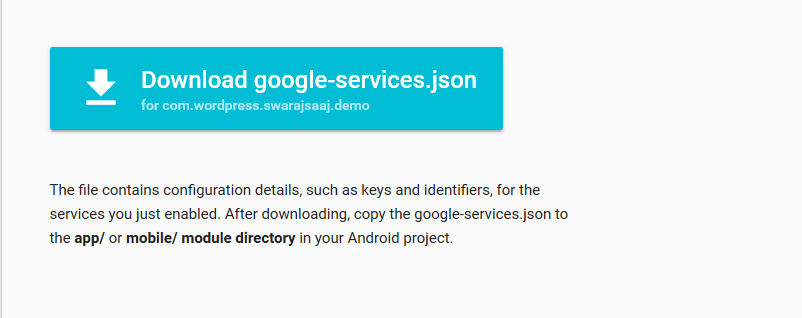 Download google-services.json
for com.wordpress.swarajsaaj.demo
The file contains configuration details, such as keys and identifiers, for the
services you just enabled. After downloading, copy the google-services.json to
the app/ or mobile/ module directory in your Android project.